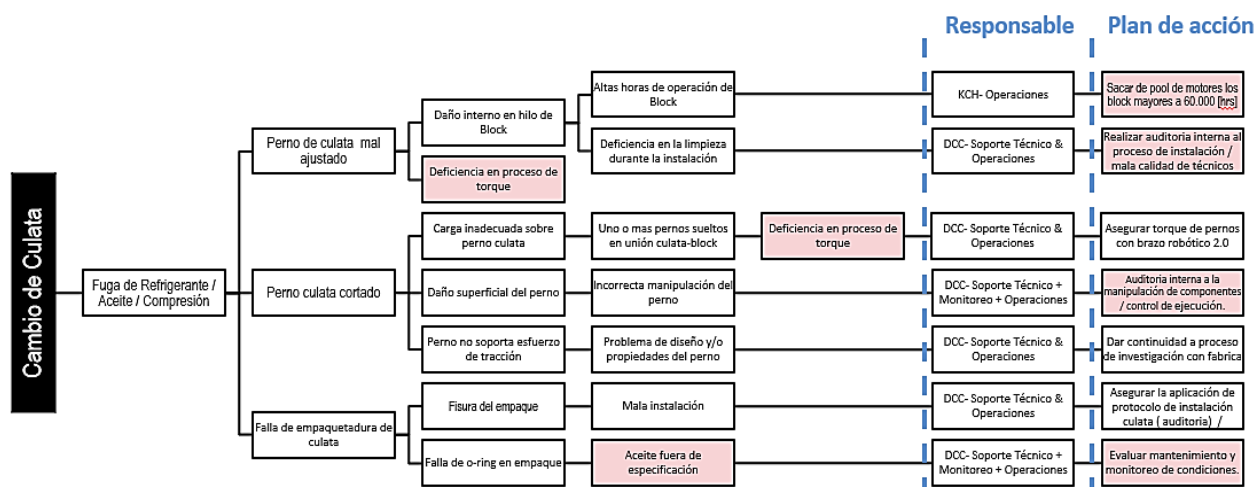 Responsable
Plan de acción
Cambio de Culata
Fuga de Refrigerante /
Aceite / Compresión
Perno de culata mal
ajustado
Daño interno en hilo de
Block
Altas horas de operación de
Block
KCH- Operaciones
Sacar de pool de motores los
block mayores a 60.000 [hrs]
Deficiencia en la limpieza
durante la instalación
DCC- Soporte Técnico &
Operaciones
Realizar auditoria interna al
proceso de instalación /
mala calidad de técnicos
Deficiencia en proceso de
torque
Perno culata cortado
Carga inadecuada sobre
perno culata
Uno o mas pernos sueltos
en unión culata-block
Deficiencia en proceso de
torque
DCC- Soporte Técnico &
Operaciones
Asegurar torque de pernos
con brazo robótico 2.0
Daño superficial del perno
Incorrecta manipulación del
perno
DCC- Soporte Técnico +
Monitoreo + Operaciones
Auditoria interna a la
manipulación de componentes
/ control de ejecución.
Perno no soporta esfuerzo
de tracción
Problema de diseño y/o
propiedades del perno
DCC- Soporte Técnico &
Operaciones
Dar continuidad a proceso
de investigación con fabrica
Falla de empaquetadura de
culata
Fisura del empaque
Mala instalación
DCC- Soporte Técnico &
Operaciones
Asegurar la aplicación de
protocolo de instalación
culata ( auditoria) /
Falla de o-ring en empaque
Aceite fuera de
especificación
DCC- Soporte Técnico +
Monitoreo + Operaciones
Evaluar mantenimiento y
monitoreo de condiciones.